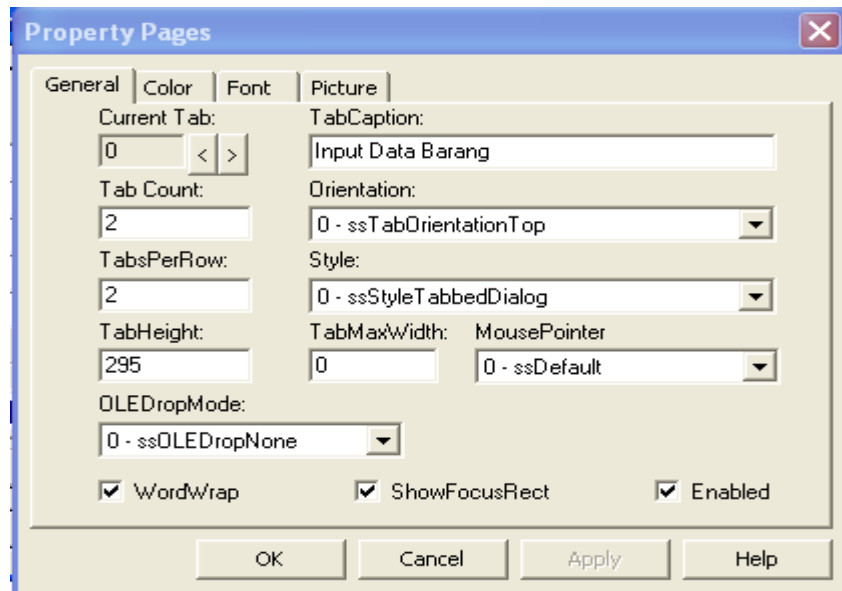 Property Pages
General Color Font Picture
Current Tab: TabCaption:
0 < > Input Data Barang
Tab Count: Orientation:
2 0 - ssTabOrientationTop
TabsPerRow: Style:
2 0 - ssStyleTabbedDialog
TabHeight: TabMaxWidth: MousePointer
295 0 0 - ssDefault
OLEDropMode:
0 - ssOLEDropNone
WordWrap ShowFocusRect Enabled
OK Cancel Apply Help